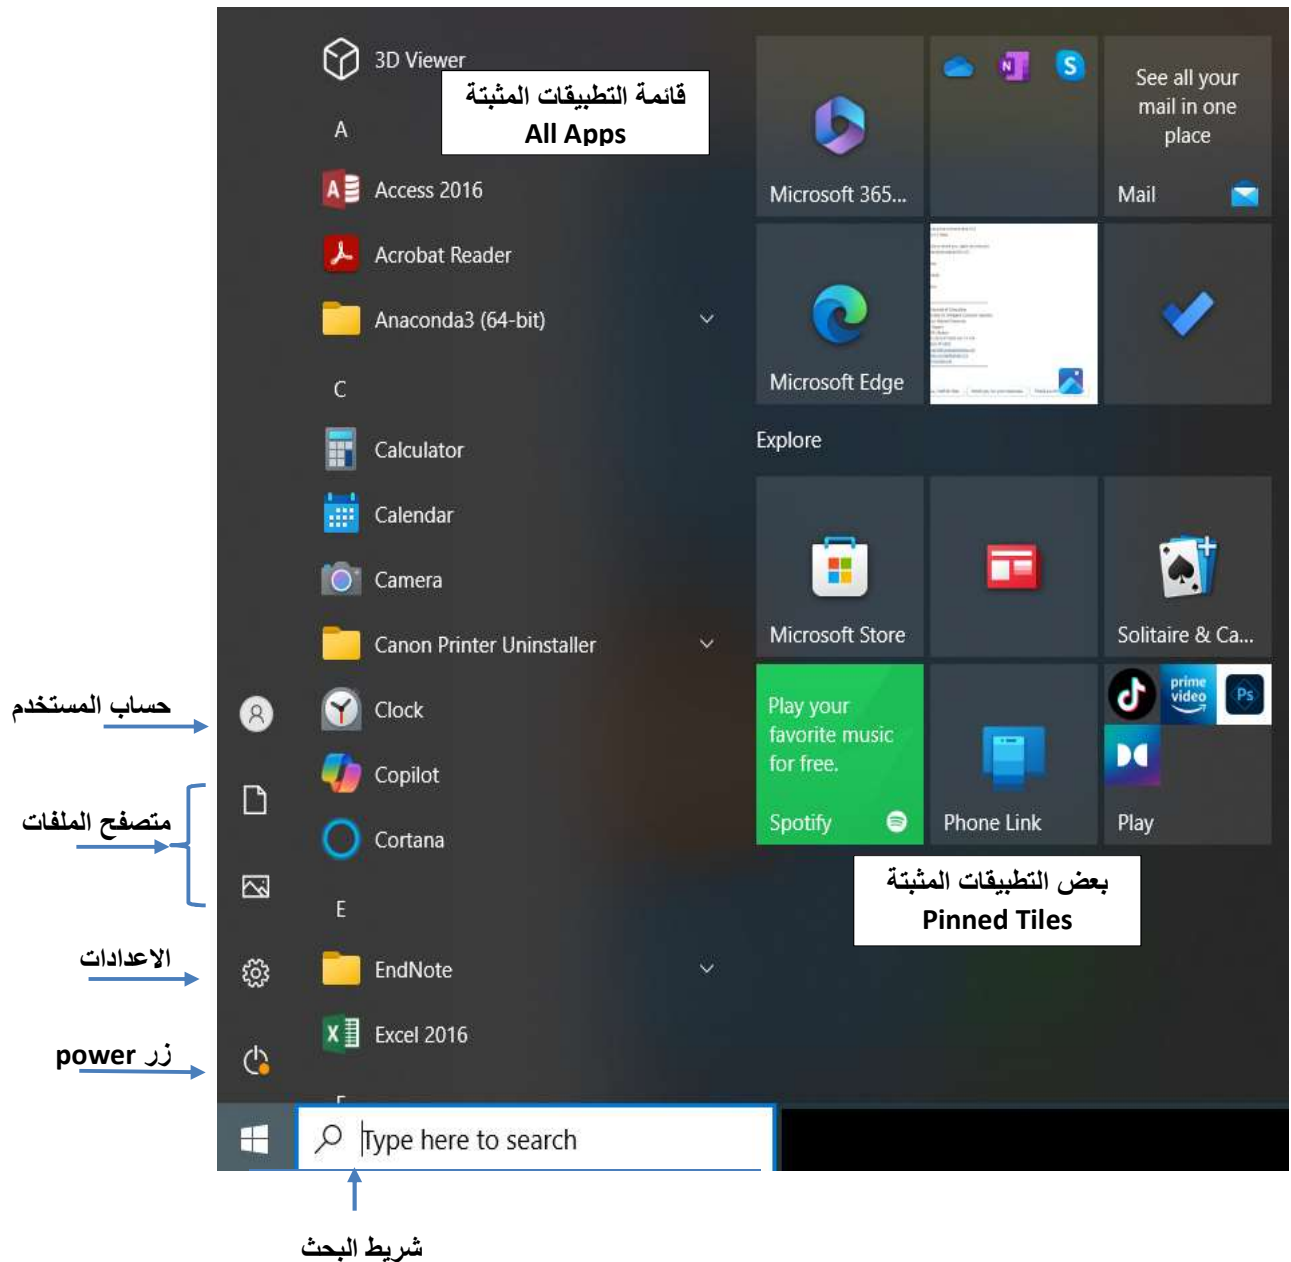 3D Viewer
قائمة التطبيقات المثبتة
All Apps
A
Access 2016
Acrobat Reader
Anaconda3 (64-bit)
C
Calculator
Calendar
Camera
Canon Printer Uninstaller
Clock
Copilot
Cortana
E
EndNote
Excel 2016
Microsoft 365...
N
S
See all your
mail in one
place
Mail
Microsoft Edge
Explore
Microsoft Store
Solitaire & Ca...
Play your
favorite music
for free.
Spotify
Phone Link
prime
video
Ps
Play
بعض التطبيقات المثبتة
Pinned Tiles
حساب المستخدم
متصفح الملفات
الاعدادات
زر power
Type here to search
شريط البحث